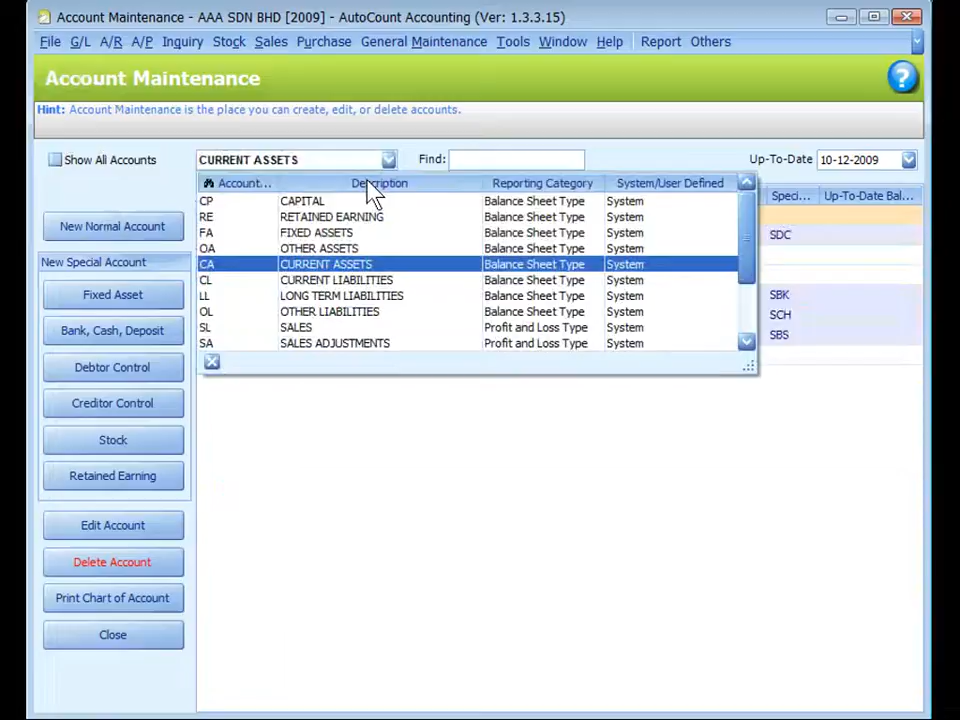 Account Maintenance - AAA SDN BHD [2009] - AutoCount Accounting (Ver: 1.3.3.15)
File G/L A/R A/P Inquiry Stock Sales Purchase General Maintenance Tools Window Help Report Others
Account Maintenance
Hint: Account Maintenance is the place you can create, edit, or delete accounts.
Show All Accounts CURRENT ASSETS Find: Up-To-Date 10-12-2009
Account... Description Reporting Category System/User Defined Speci... Up-To-Date Bal...
CP CAPITAL Balance Sheet Type System
RE RETAINED EARNING Balance Sheet Type System
FA FIXED ASSETS Balance Sheet Type System SDC
OA OTHER ASSETS Balance Sheet Type System
CA CURRENT ASSETS Balance Sheet Type System
CL CURRENT LIABILITIES Balance Sheet Type System
LL LONG TERM LIABILITIES Balance Sheet Type System SBK
OL OTHER LIABILITIES Balance Sheet Type System SCH
SL SALES Profit and Loss Type System SBS
SA SALES ADJUSTMENTS Profit and Loss Type System
New Normal Account
New Special Account
Fixed Asset
Bank, Cash, Deposit
Debtor Control
Creditor Control
Stock
Retained Earning
Edit Account
Delete Account
Print Chart of Account
Close